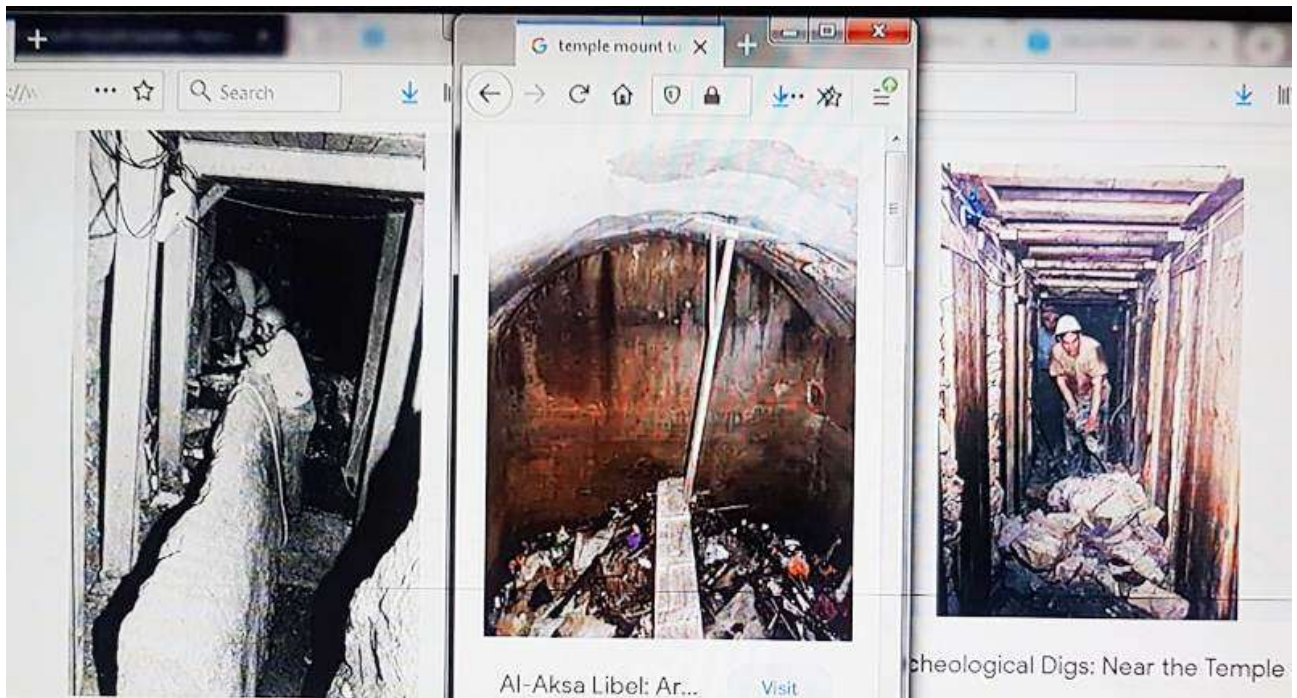 temple mount tu
Search
Al-Aksa Libel: Ar...
Visit
cheological Digs: Near the Temple